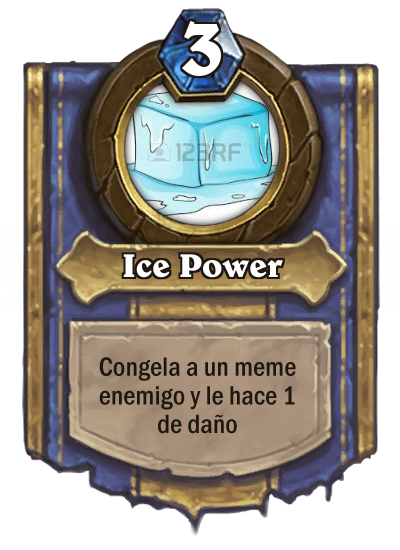 3
123RF
Ice Power
Congela a un meme
enemigo y le hace 1
de daño